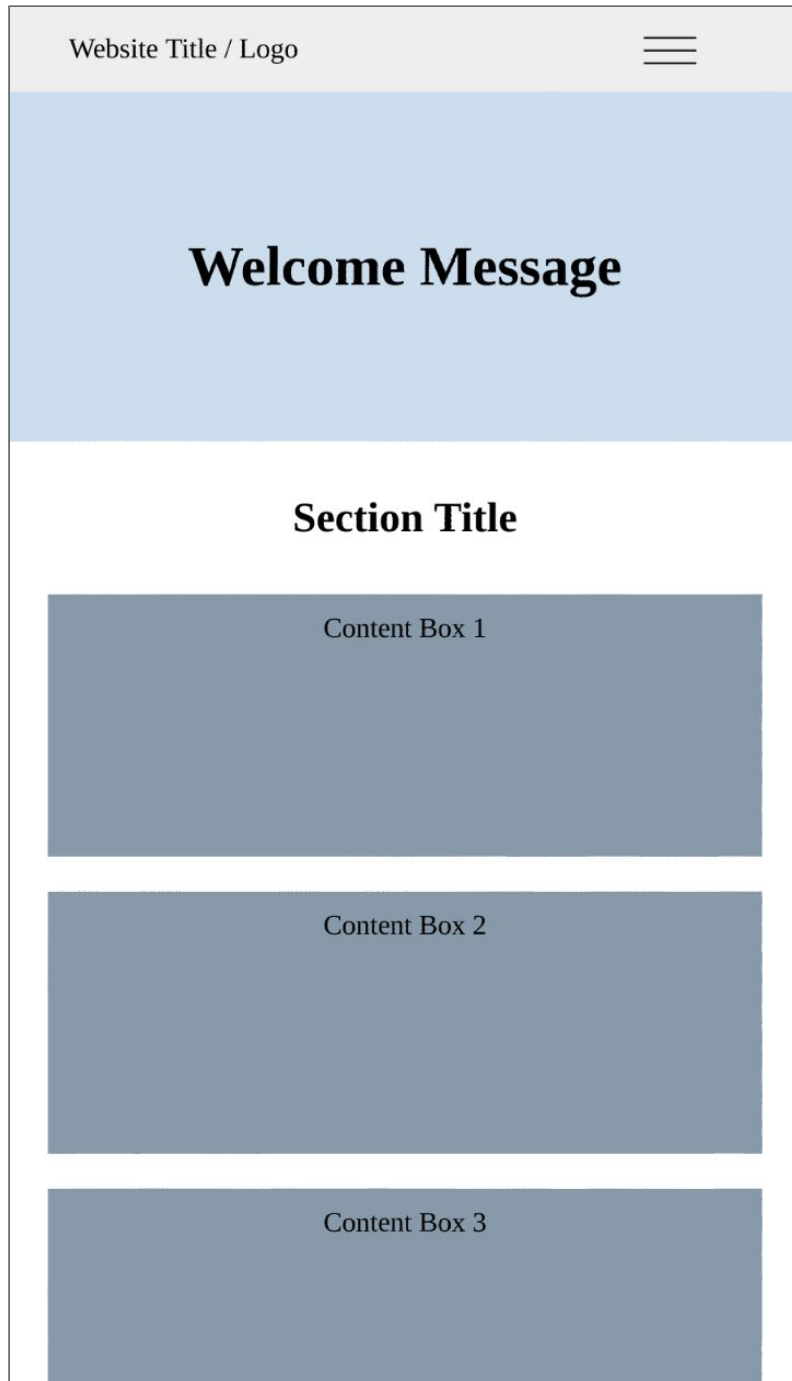 Website Title / Logo
Welcome Message
Section Title
Content Box 1
Content Box 2
Content Box 3